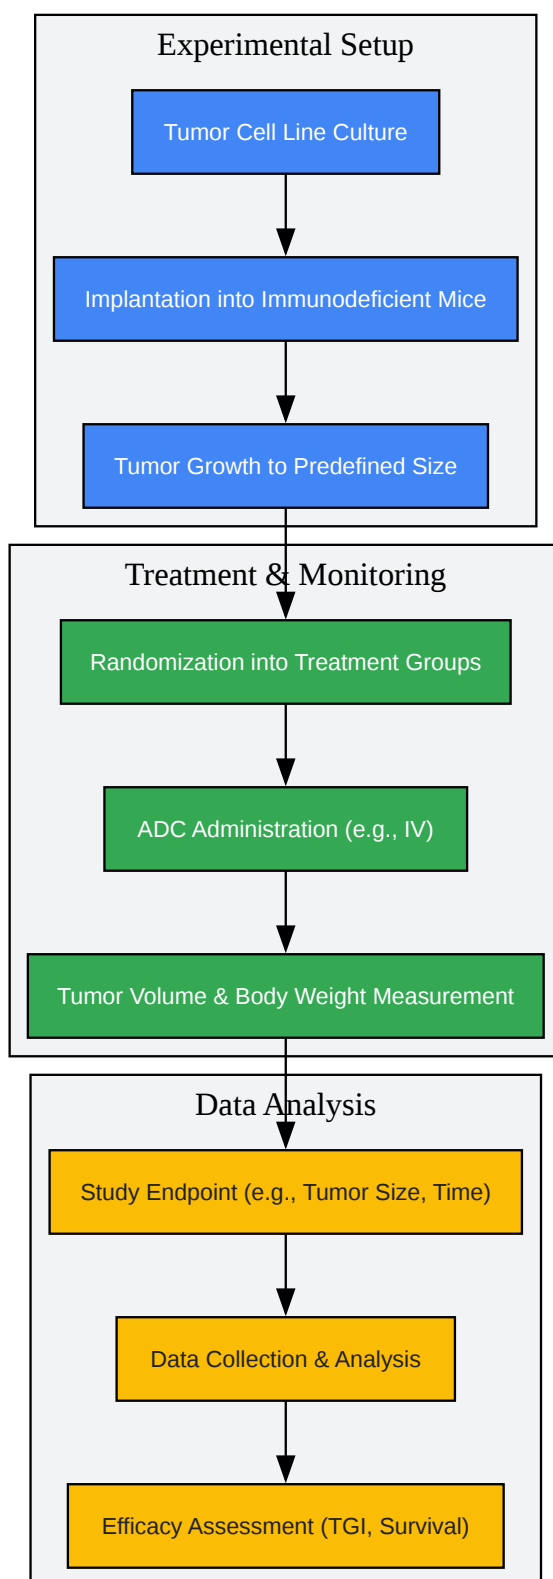 Experimental Setup
Tumor Cell Line Culture
Implantation into Immunodeficient Mice
Tumor Growth to Predefined Size
Treatment & Monitoring
Randomization into Treatment Groups
ADC Administration (e.g., IV)
Tumor Volume & Body Weight Measurement
Data Analysis
Study Endpoint (e.g., Tumor Size, Time)
Data Collection & Analysis
Efficacy Assessment (TGI, Survival)